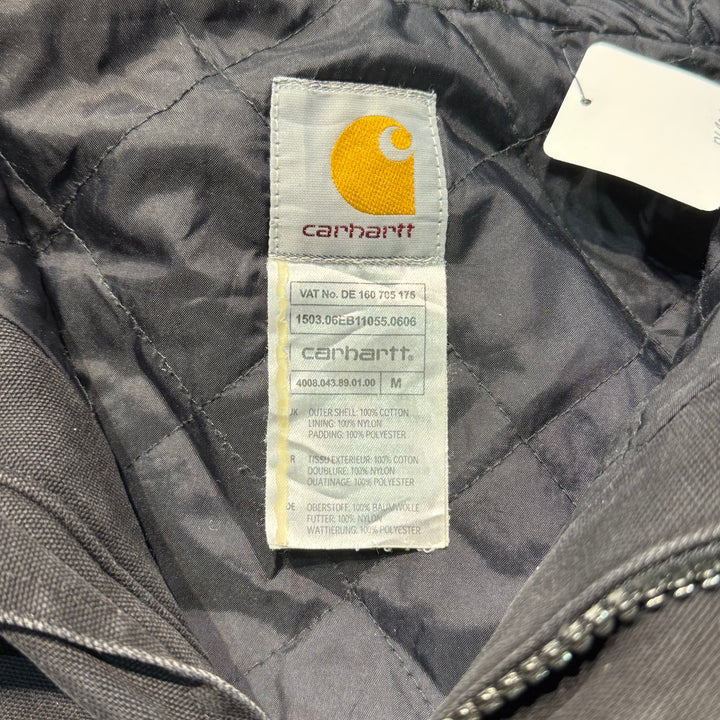 carhartt
VAT No. DE 160 705 175
1503.06EB11055.0606
carhartt®
4008.043.89.01.00 M
UK OUTER SHELL: 100% COTTON
LINING: 100% NYLON
PADDING: 100% POLYESTER
TISSU EXTERIEUR: 100% COTON
DOUBLURE: 100% NYLON
OUATINAGE: 100% POLYESTER
DE OBERSTOFF: 100% BAUMWOLLE
FUTTER: 100% NYLON
WATTIERUNG: 100% POLYESTER